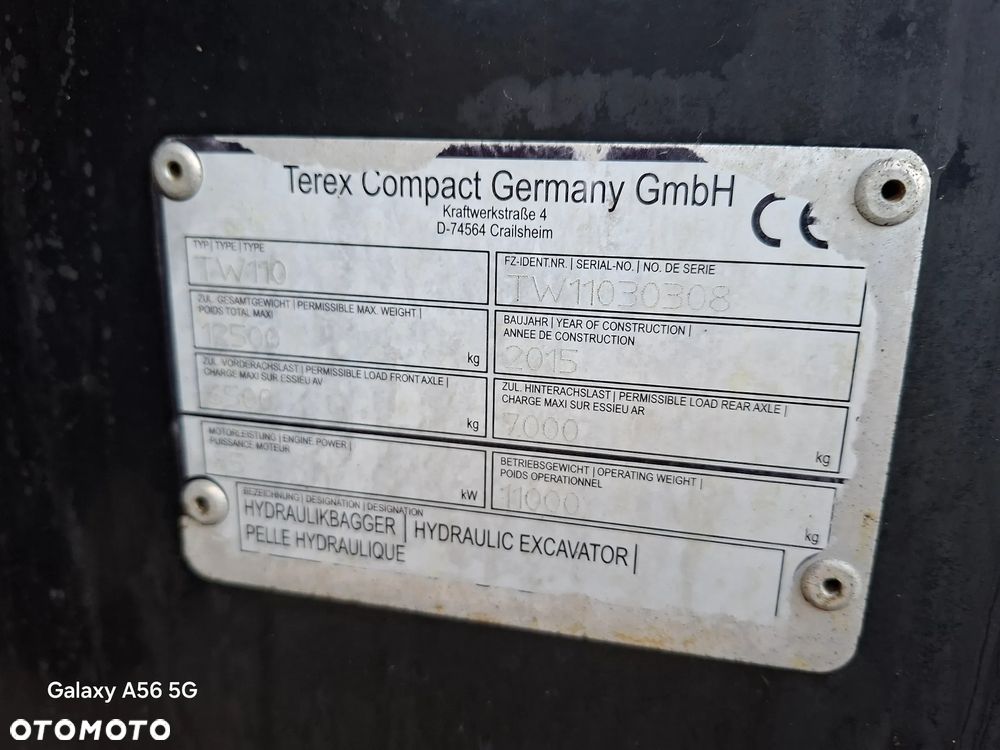 Terex Compact Germany GmbH
Kraftwerkstraße 4
D-74564 Crailsheim
CE
TYP | TYPE | TYPE
TW110
FZ-IDENT.NR. | SERIAL-NO. | NO. DE SERIE
TW11030308
ZUL. GESAMTGEWICHT | PERMISSIBLE MAX. WEIGHT |
POIDS TOTAL MAXI
12500
kg
BAUJAHR | YEAR OF CONSTRUCTION |
ANNEE DE CONSTRUCTION
2015
ZUL. VORDERACHSLAST | PERMISSIBLE LOAD FRONT AXLE |
CHARGE MAXI SUR ESSIEU AV
kg
ZUL. HINTERACHSLAST | PERMISSIBLE LOAD REAR AXLE |
CHARGE MAXI SUR ESSIEU AR
7000
kg
MOTORLEISTUNG | ENGINE POWER |
PUISSANCE MOTEUR
kW
BETRIEBSGEWICHT | OPERATING WEIGHT |
POIDS OPERATIONNEL
11000
kg
BEZEICHNUNG | DESIGNATION | DESIGNATION
HYDRAULIKBAGGER | HYDRAULIC EXCAVATOR |
PELLE HYDRAULIQUE
Galaxy A56 5G
OTOMOTO